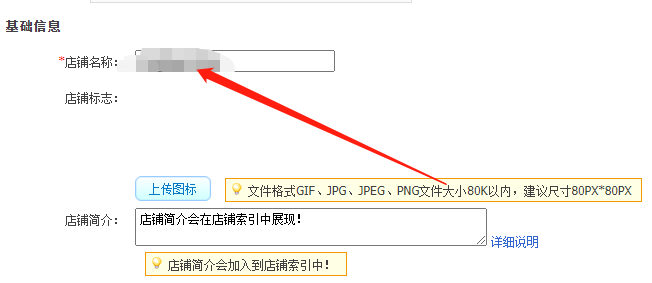 基础信息
*店铺名称:
店铺标志:
上传图标
文件格式GIF、JPG、JPEG、PNG文件大小80K以内，建议尺寸80PX*80PX
店铺简介:
店铺简介会在店铺索引中展现！
详细说明
店铺简介会加入到店铺索引中！